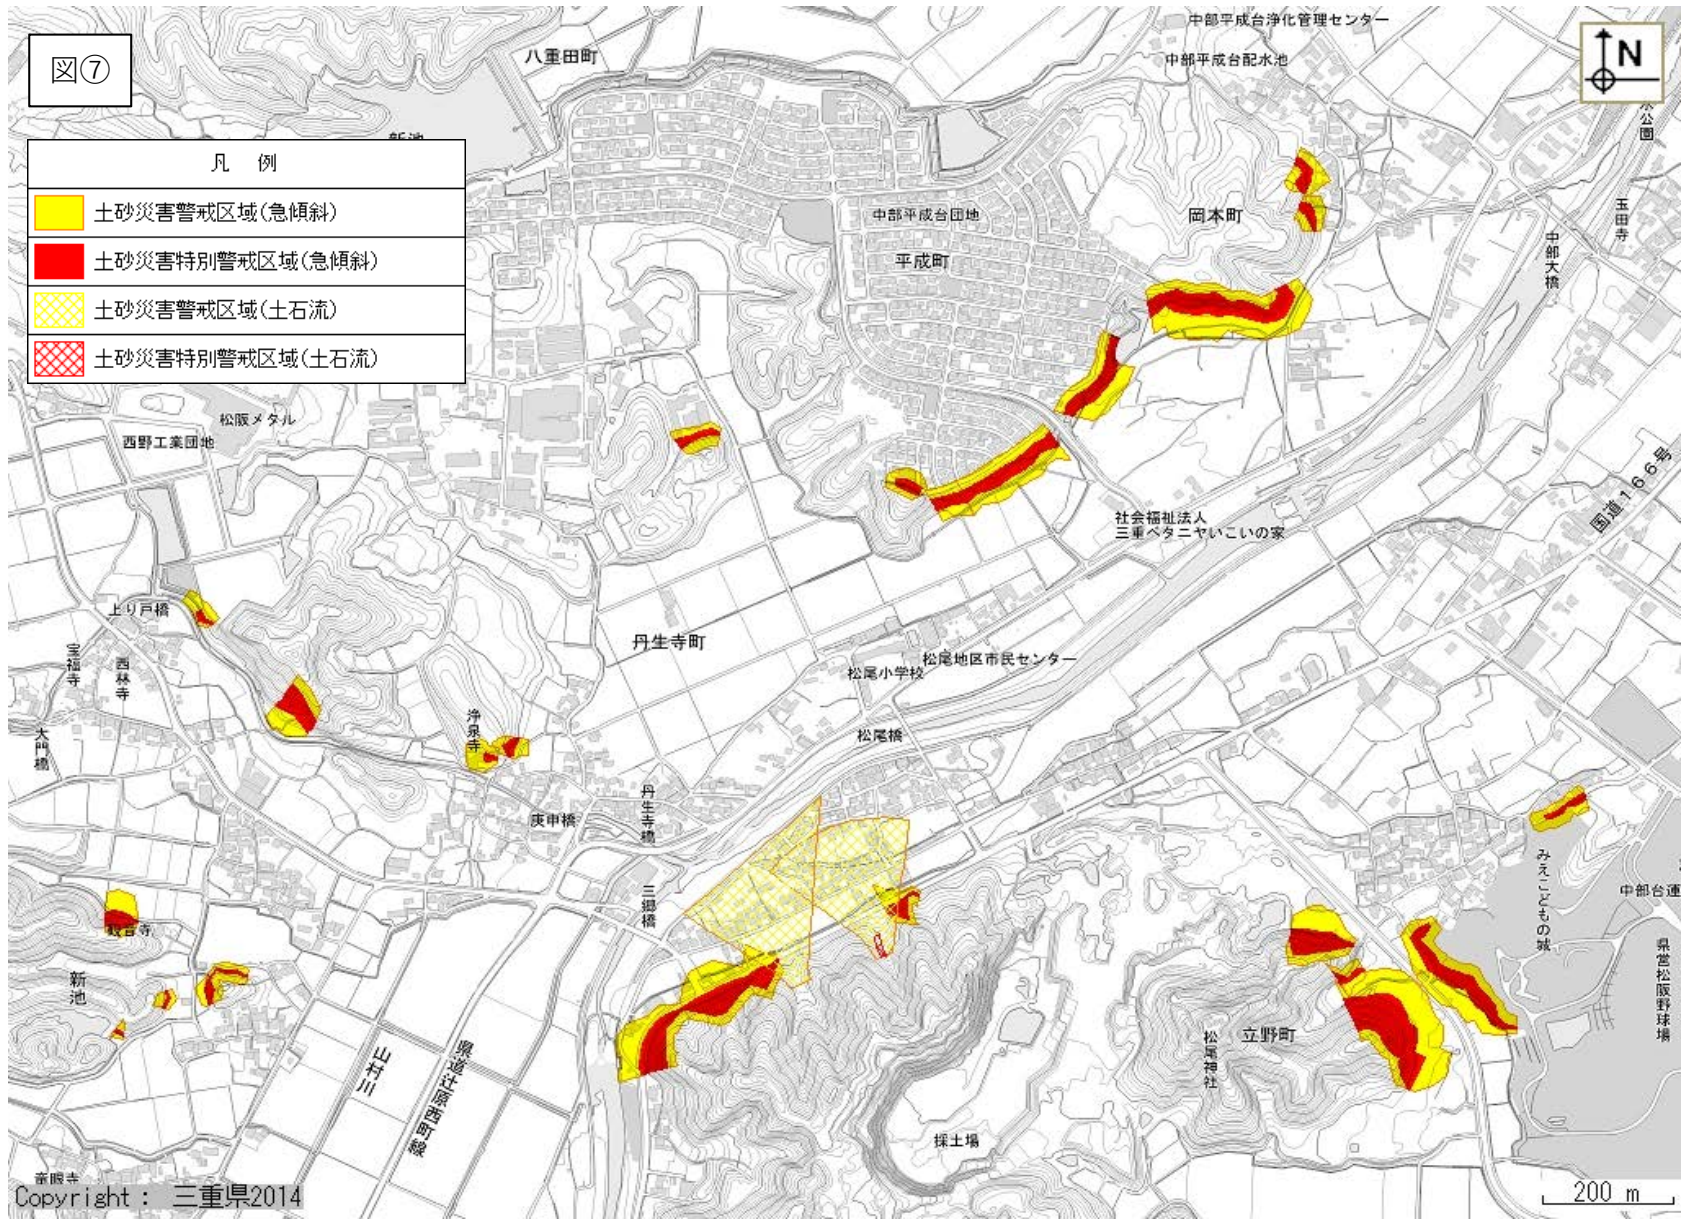 中部平成台浄化管理センター
八重田町
中部平成台配水池
図⑦
N
凡 例
土砂災害警戒区域(急傾斜)
土砂災害特別警戒区域(急傾斜)
土砂災害警戒区域(土石流)
土砂災害特別警戒区域(土石流)
中部平成台団地
平成町
岡本町
玉田寺
中部大橋
松阪メタル
西野工業団地
国道166号
社会福祉法人
三重ベタニヤいこいの家
上り戸橋
宝福寺
西林寺
大門橋
丹生寺町
松尾小学校
松尾地区市民センター
浄泉寺
松尾橋
庚申橋
丹生寺橋
三郷橋
みえこどもの城
中部台運
県営松阪野球場
観音寺
新池
山村川
県道辻原西町線
松尾神社
立野町
採土場
Copyright : 三重県2014
200 m